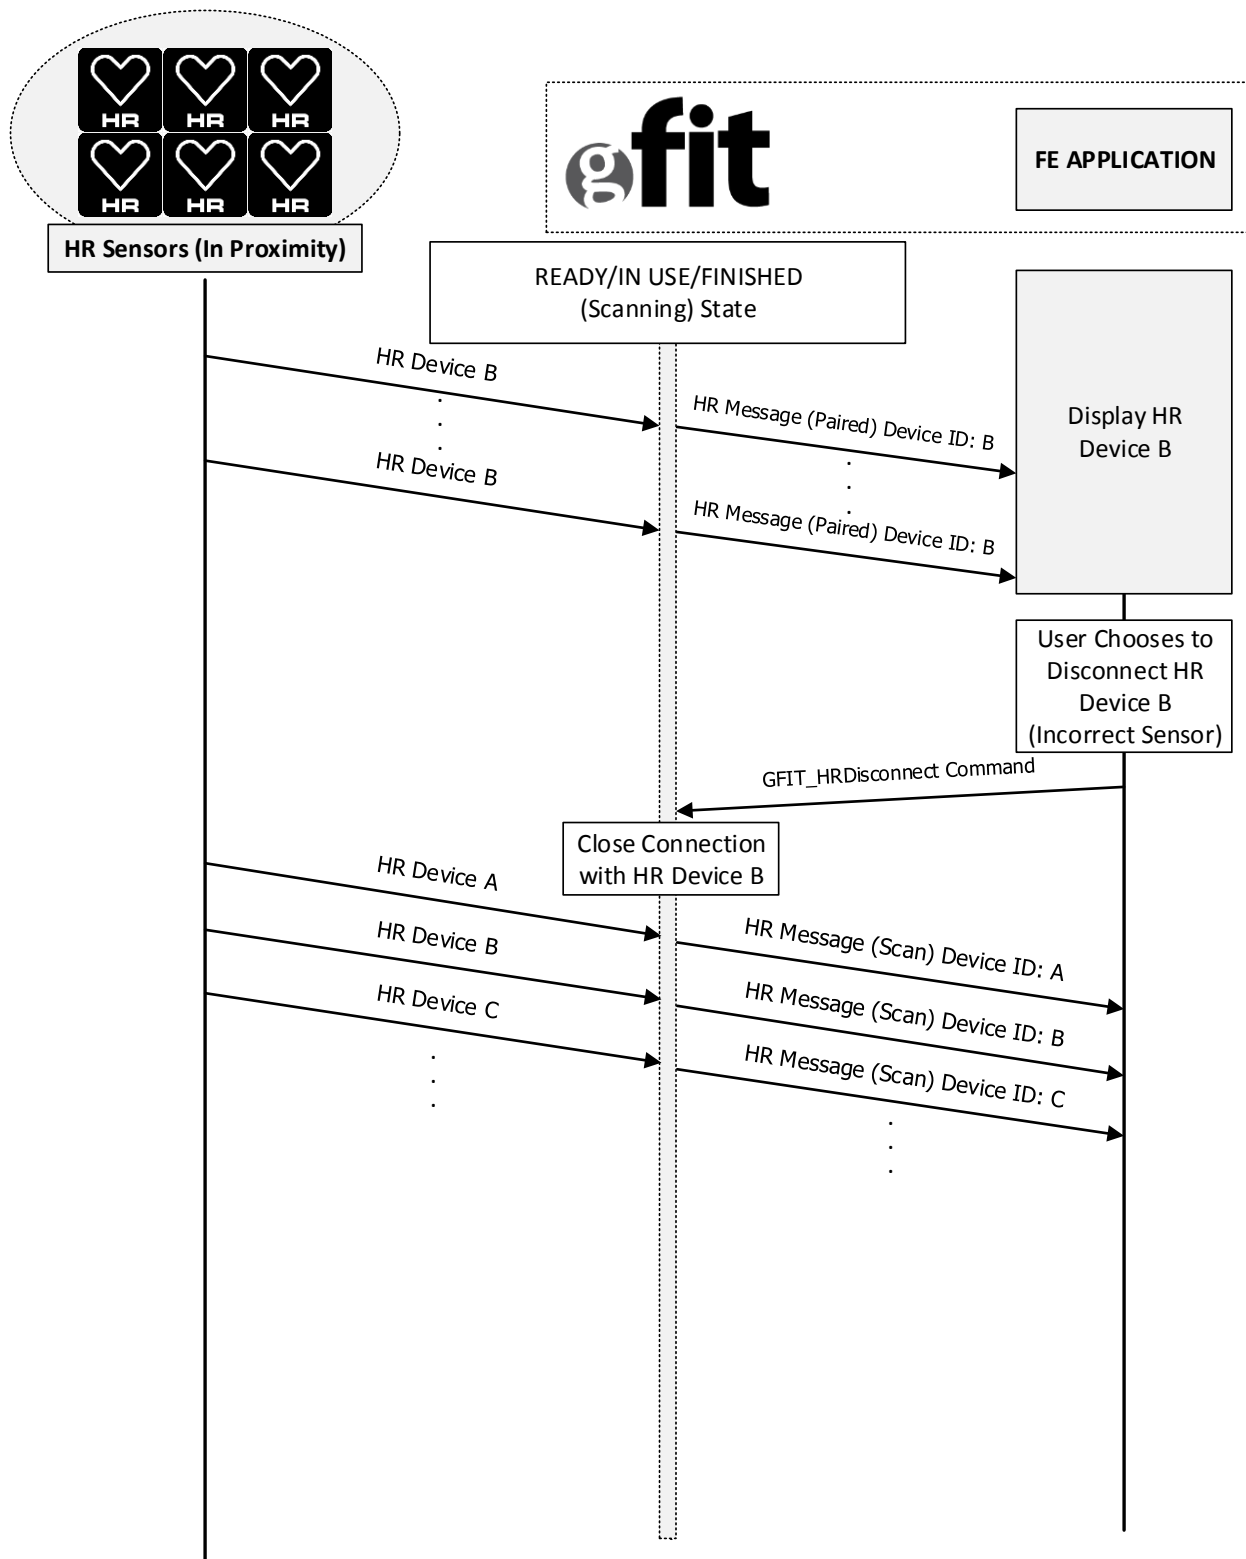 HR HR HR
HR HR HR
gfit
FE APPLICATION
HR Sensors (In Proximity)
READY/IN USE/FINISHED
(Scanning) State
HR Device B
HR Message (Paired) Device ID: B
Display HR
Device B
.
.
.
HR Device B
.
.
.
HR Message (Paired) Device ID: B
User Chooses to
Disconnect HR
Device B
(Incorrect Sensor)
GFIT_HRDisconnect Command
Close Connection
with HR Device B
HR Device A
HR Message (Scan) Device ID: A
HR Device B
HR Message (Scan) Device ID: B
HR Device C
HR Message (Scan) Device ID: C
.
.
.
.
.
.